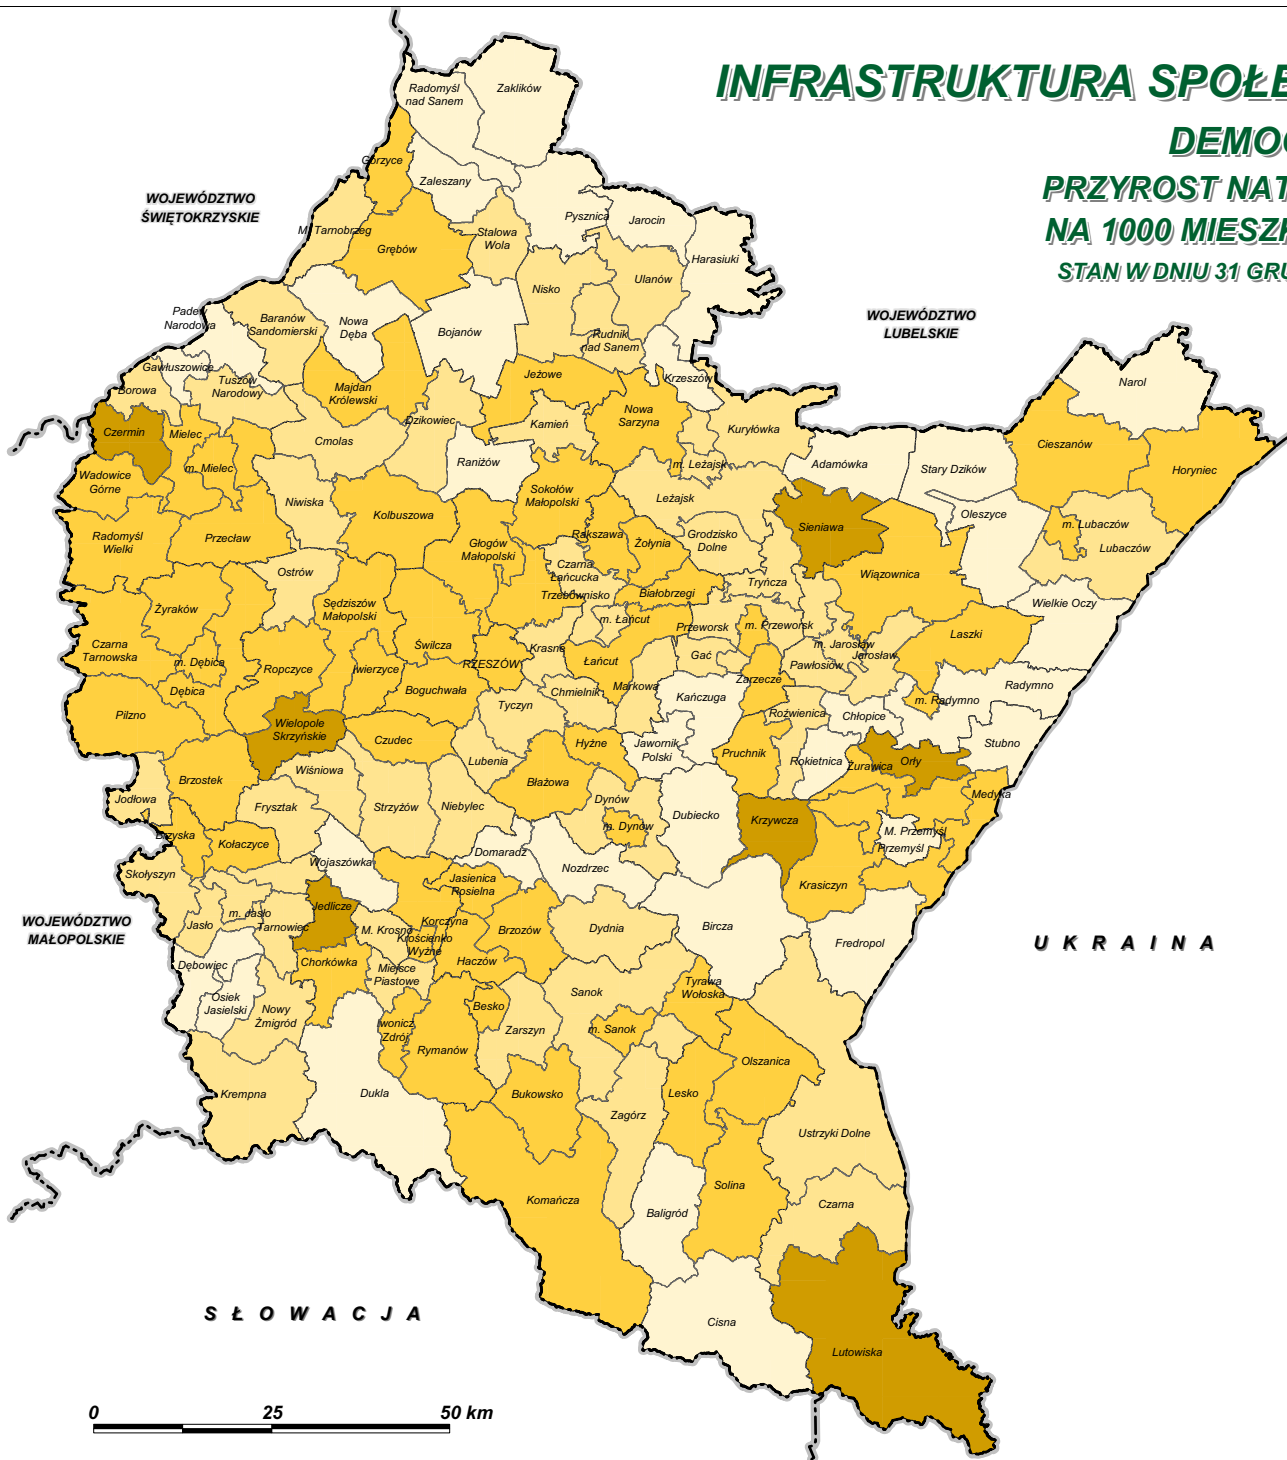 INFRASTRUKTURA SPOŁE
DEMO
PRZYROST NAT
NA 1000 MIESZ
STAN W DNIU 31 GRU
WOJEWÓDZTWO
ŚWIĘTOKRZYSKIE
WOJEWÓDZTWO
LUBELSKIE
WOJEWÓDZTWO
MAŁOPOLSKIE
U K R A I N A
S Ł O W A C J A
Radomyśl
nad Sanem
Zaklików
Gorzyce
Zaleszany
Pysznica
Jarocin
M. Tarnobrzeg
Grębów
Stalowa
Wola
Harasiuki
Nisko
Ulanów
Padew
Narodowa
Baranów
Sandomierski
Nowa
Dęba
Bojanów
Rudnik
nad Sanem
Gawłuszowice
Borowa
Tuszów
Narodowy
Majdan
Królewski
Jeżowe
Krzeszów
Narol
Czermin
Mielec
Cmolas
Dzikowiec
Kamień
Nowa
Sarzyna
Kuryłówka
Cieszanów
m. Mielec
Wadowice
Górne
Raniżów
m. Leżajsk
Adamówka
Stary Dzików
Horyniec
Niwiska
Kolbuszowa
Sokołów
Małopolski
Leżajsk
Oleszyce
Radomyśl
Wielki
Przecław
Głogów
Małopolski
Rakszawa
Żołynia
Grodzisko
Dolne
Sieniawa
m. Lubaczów
Lubaczów
Ostrów
Czarna
Łańcucka
Tryńcza
Wiązownica
Żyraków
Sędziszów
Małopolski
Trzebownisko
Białobrzegi
Wielkie Oczy
Czarna
Tarnowska
m. Dębica
Ropczyce
Iwierzyce
Świlcza
Krasne
m. Łańcut
Przeworsk
m. Przeworsk
Laszki
RZESZÓW
Łańcut
Gać
Pawłosiów
m. Jarosław
Jarosław
Dębica
Pilzno
Boguchwała
Chmielnik
Markowa
Kańczuga
Zarzecze
Radymno
m. Radymno
Wielopole
Skrzyńskie
Tyczyn
Roźwienica
Chłopice
Czudec
Hyżne
Jawornik
Polski
Pruchnik
Stubno
Lubenia
Rokietnica
Żurawica
Orły
Brzostek
Wiśniowa
Błażowa
Jodłowa
Frysztak
Strzyżów
Niebylec
Dynów
Dubiecko
Medyka
m. Dynów
Krzywcza
M. Przemyśl
Przemyśl
Brzyska
Kołaczyce
Wojaszówka
Domaradz
Nozdrzec
Skołyszyn
Jasienica
Rosielna
Krasiczyn
Jedlicze
m. Jasło
Jasło
Tarnowiec
M. Krosno
Korczyna
Krościenko
Wyżne
Brzozów
Dydnia
Bircza
Fredropol
Dębowiec
Chorkówka
Miejsce
Piastowe
Haczów
Osiek
Jasielski
Nowy
Żmigród
Sanok
Tyrawa
Wołoska
Iwonicz
Zdrój
Besko
Zarszyn
m. Sanok
Rymanów
Olszanica
Krempna
Dukla
Bukowsko
Zagórz
Lesko
Ustrzyki Dolne
Komańcza
Baligród
Solina
Czarna
Cisna
Lutowiska
0 25 50 km